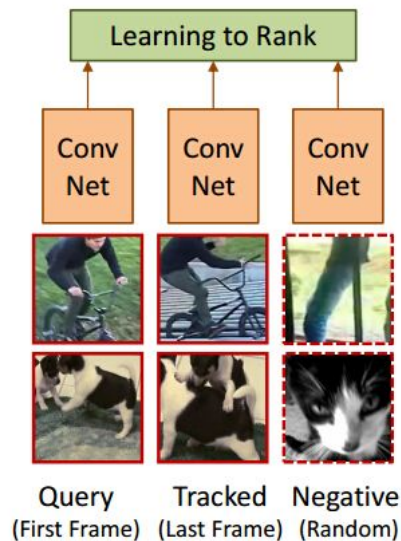 Learning to Rank
Conv Conv Conv
Net Net Net
Query Tracked Negative
(First Frame) (Last Frame) (Random)